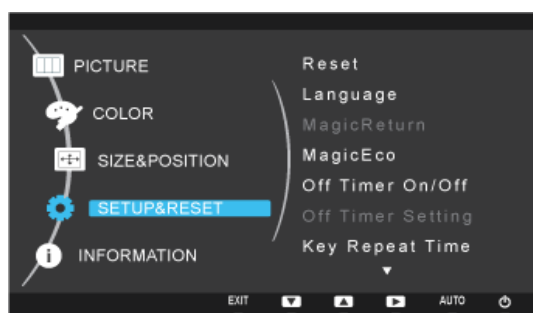 PICTURE
COLOR
SIZE&POSITION
SETUP&RESET
INFORMATION
Reset
Language
MagicReturn
MagicEco
Off Timer On/Off
Off Timer Setting
Key Repeat Time
EXIT AUTO